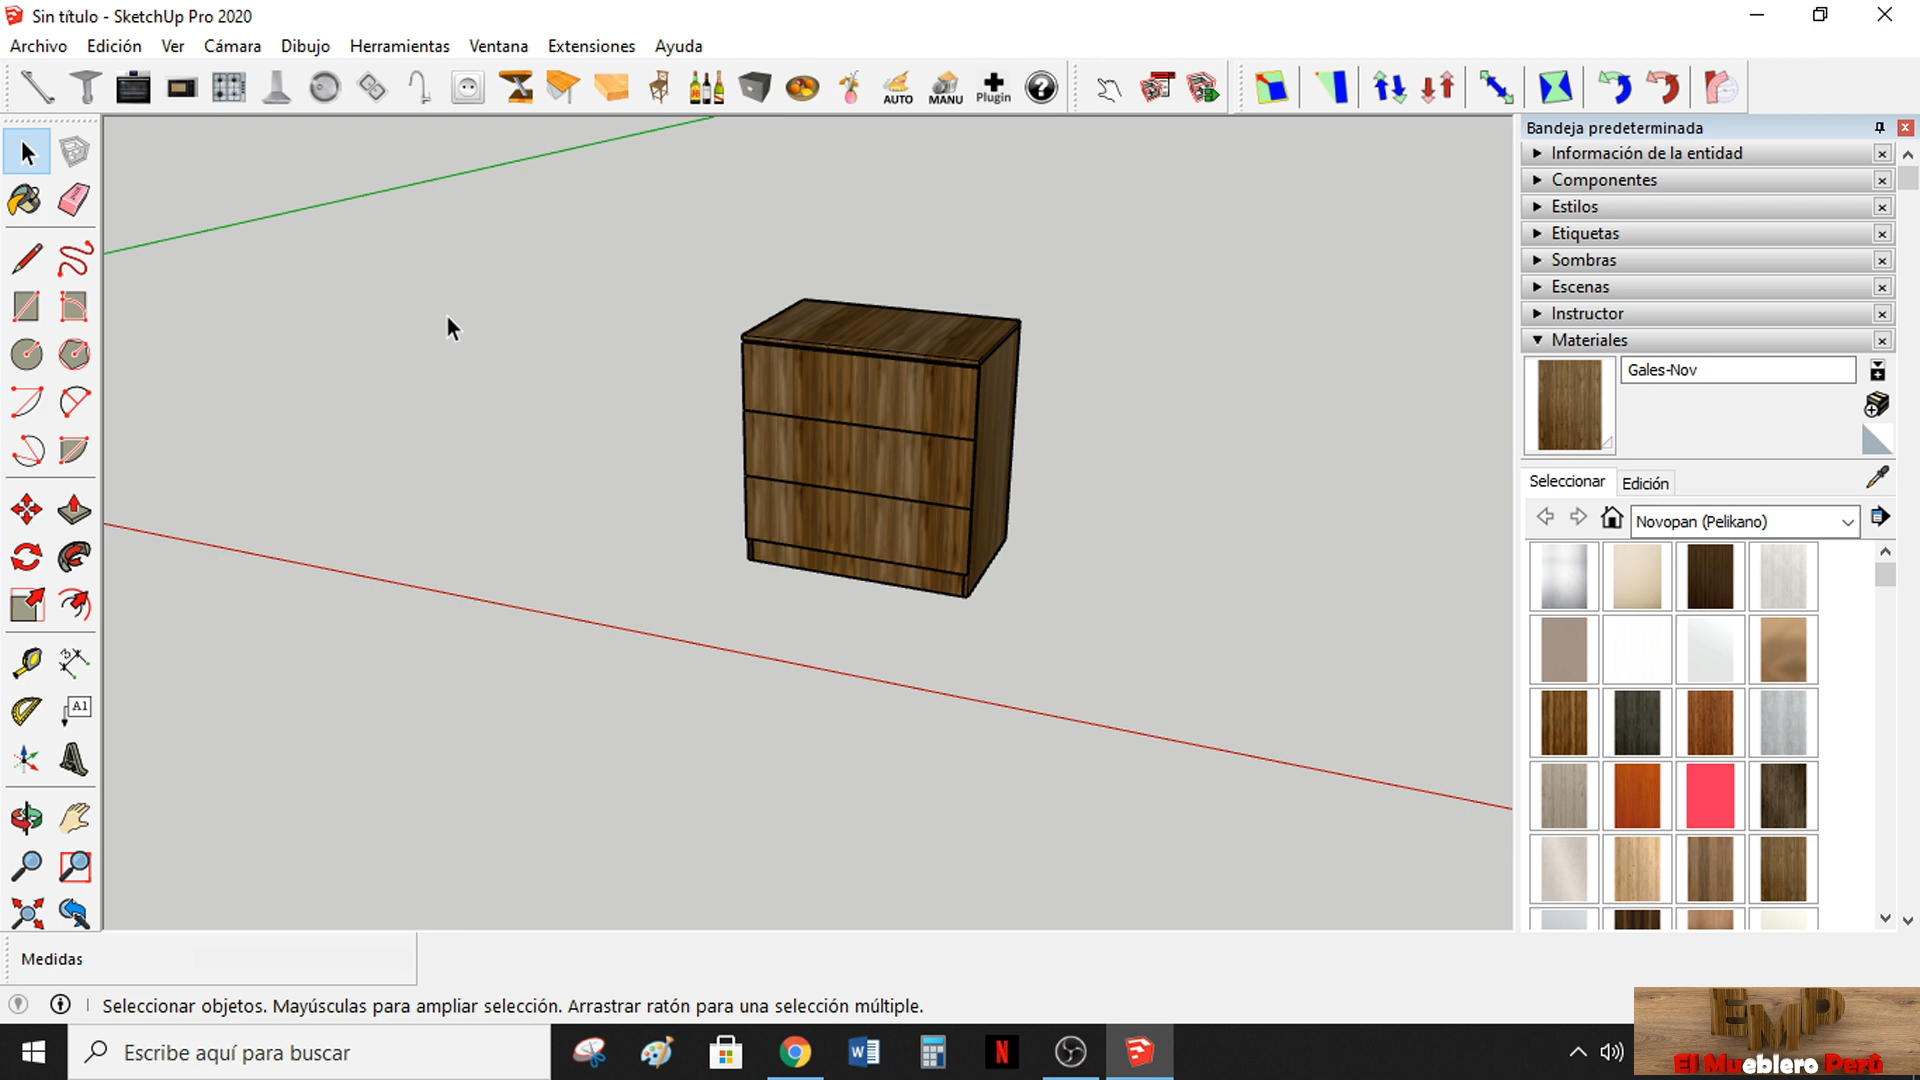 Sin título - SketchUp Pro 2020
Archivo Edición Ver Cámara Dibujo Herramientas Ventana Extensiones Ayuda
AUTO MANU Plugin
Bandeja predeterminada
Información de la entidad
Componentes
Estilos
Etiquetas
Sombras
Escenas
Instructor
Materiales
Gales-Nov
Seleccionar Edición
Novopan (Pelikano)
A1
Medidas
Seleccionar objetos. Mayúsculas para ampliar selección. Arrastrar ratón para una selección múltiple.
Escribe aquí para buscar
EMP
El Mueblero Perú